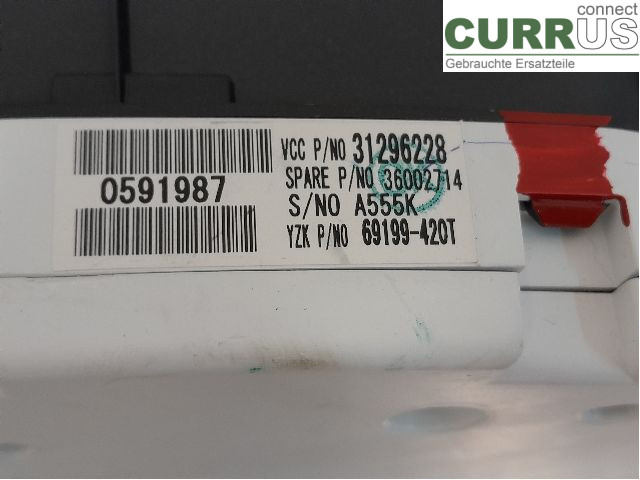 connect
CURRUS
Gebrauchte Ersatzteile
VCC P/NO 31296228
SPARE P/NO 36002714
0591987
S/NO A555K
YZK P/NO 69199-420T